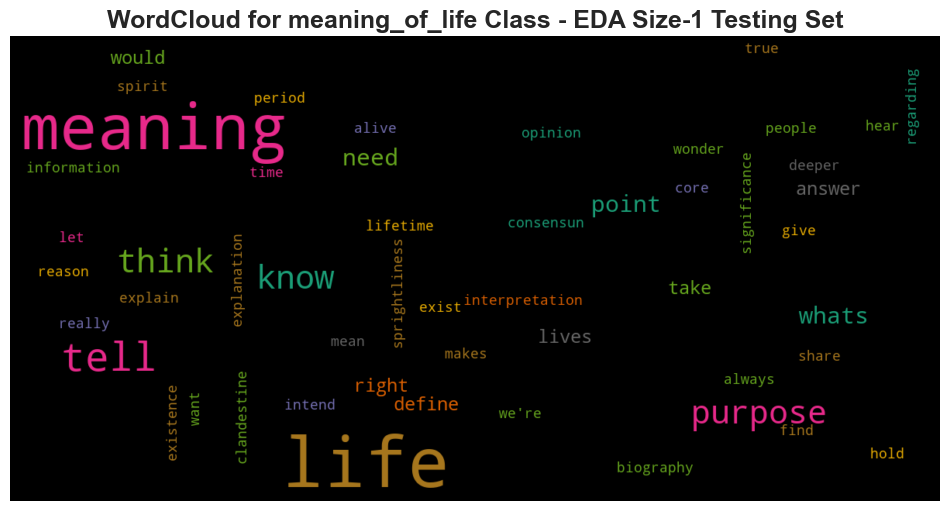 WordCloud for meaning_of_life Class - EDA Size-1 Testing Set
true
would
spirit
period
regarding
meaning
alive
opinion
people
hear
need
wonder
information
time
significance
deeper
core
answer
point
lifetime
consensun
give
let
think
explanation
sprightliness
reason
know
take
explain
exist
interpretation
really
whats
mean
lives
tell
makes
share
right
always
existence
want
clandestine
intend
define
we're
purpose
find
life
hold
biography